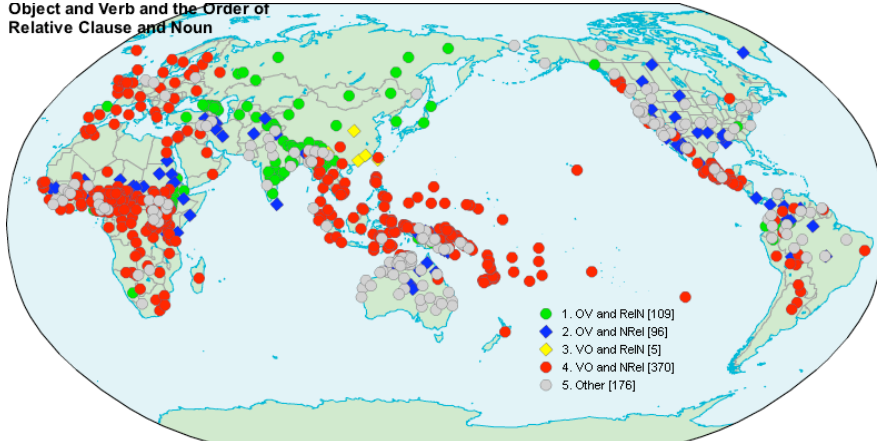 Object and Verb and the Order of
Relative Clause and Noun
1. OV and RelN [109]
2. OV and NRel [96]
3. VO and RelN [5]
4. VO and NRel [370]
5. Other [176]